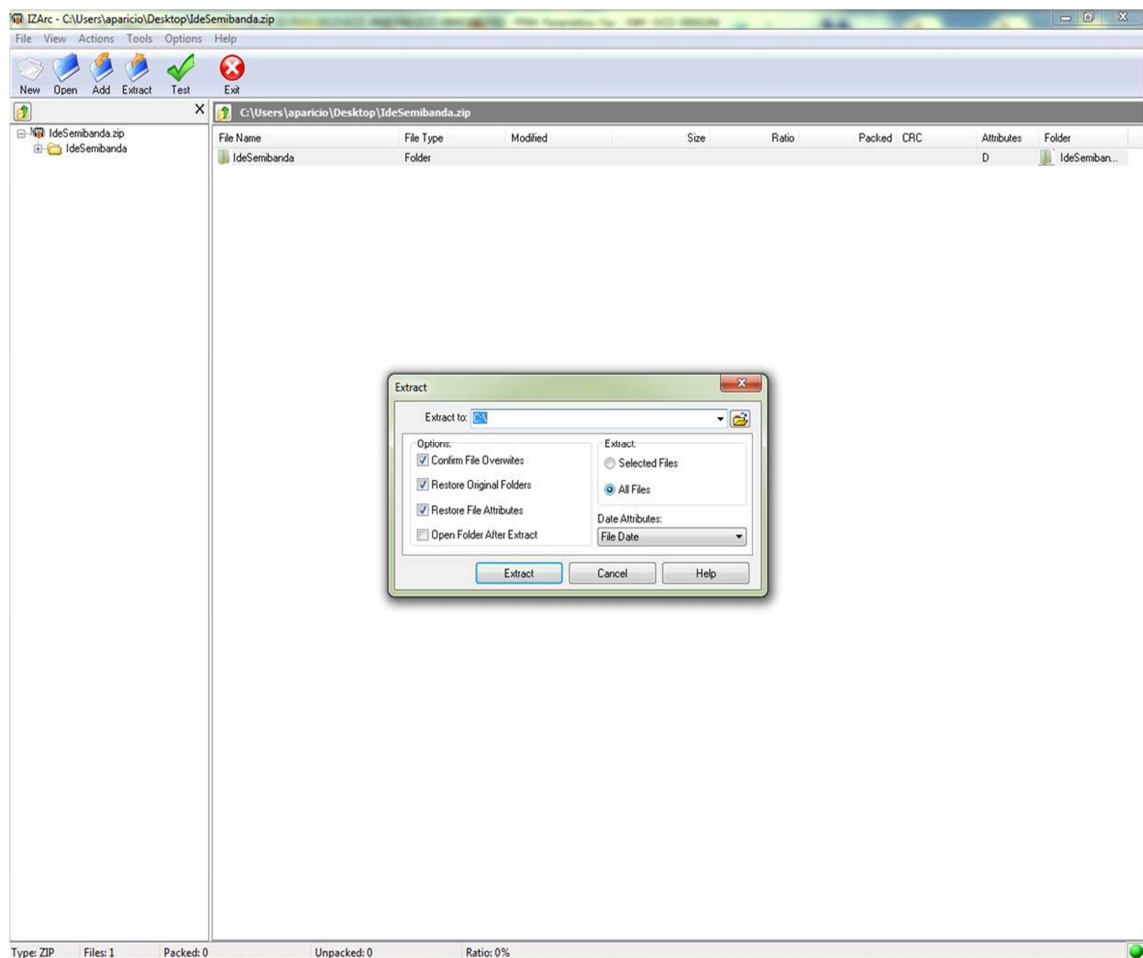 IZArc - C:\Users\aparicio\Desktop\IdeSemibanda.zip
File View Actions Tools Options Help
New Open Add Extract Test Exit
C:\Users\aparicio\Desktop\IdeSemibanda.zip
IdeSemibanda.zip
IdeSemibanda
File Name File Type Modified Size Ratio Packed CRC Attributes Folder
IdeSemibanda Folder D IdeSemiban...
Extract
Extract to: C:\
Options:
Confirm File Overwites
Restore Original Folders
Restore File Attributes
Open Folder After Extract
Extract:
Selected Files
All Files
Date Attributes:
File Date
Extract Cancel Help
Type: ZIP Files: 1 Packed: 0 Unpacked: 0 Ratio: 0%